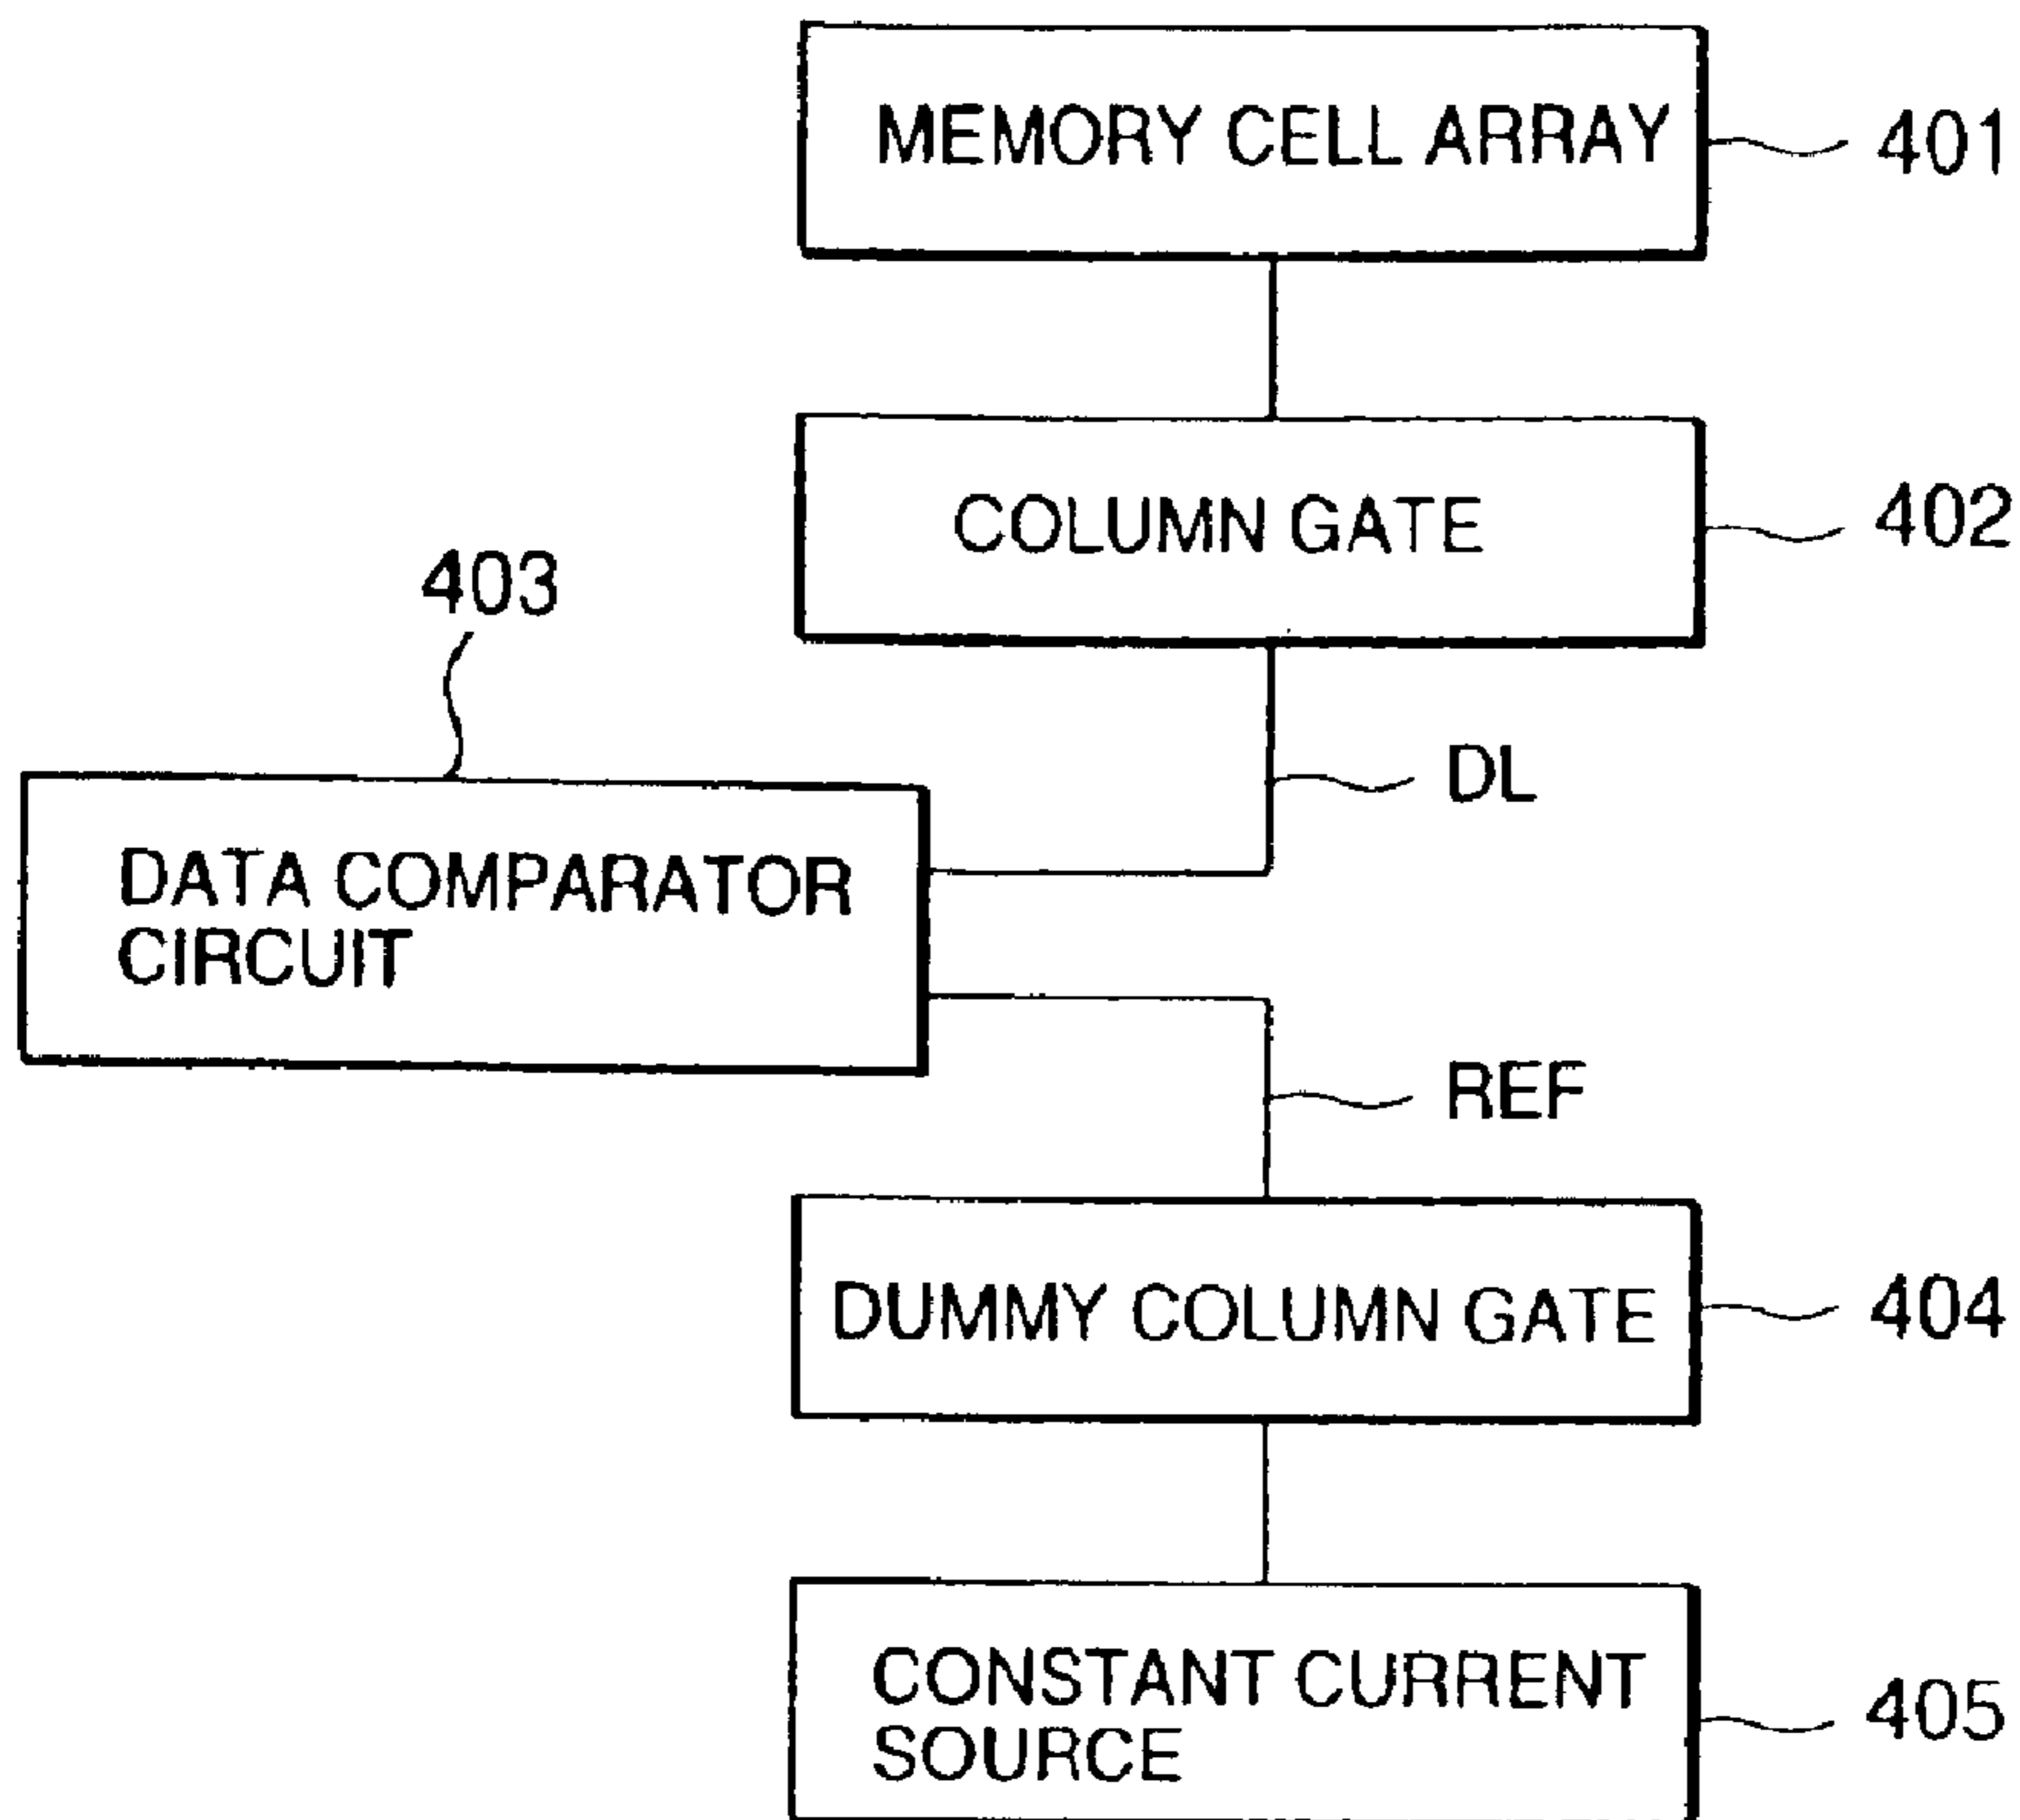 MEMORY CELL ARRAY
401
COLUMN GATE
402
403
DL
DATA COMPARATOR
CIRCUIT
REF
DUMMY COLUMN GATE
404
CONSTANT CURRENT
SOURCE
405